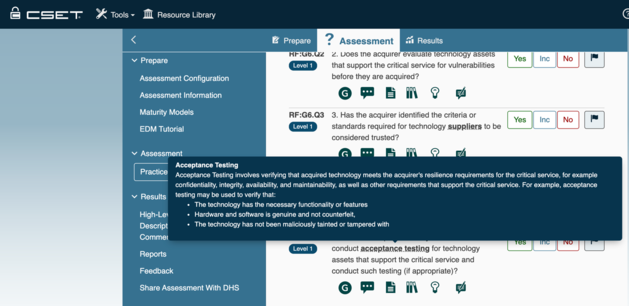 CSET
Tools
Resource Library
Prepare
Assessment
Results
Prepare
Assessment Configuration
Assessment Information
Maturity Models
EDM Tutorial
Assessment
Practice
Results
High-Le
Descript
Comme
Reports
Feedback
Share Assessment With DHS
RF:G6.Q2 2. Does the acquirer evaluate technology assets
Level 1 that support the critical service for vulnerabilities
before they are acquired?
Yes Inc No
G
RF:G6.Q3 3. Has the acquirer identified the criteria or
Level 1 standards required for technology suppliers to be
considered trusted?
Yes Inc No
G
Acceptance Testing
Acceptance Testing involves verifying that acquired technology meets the acquirer's resilience requirements for the critical service, for example
confidentiality, integrity, availability, and maintainability, as well as other requirements that support the critical service. For example, acceptance
testing may be used to verify that:
• The technology has the necessary functionality or features
• Hardware and software is genuine and not counterfeit,
• The technology has not been maliciously tainted or tampered with
Level 1 conduct acceptance testing for technology
assets that support the critical service and
conduct such testing (if appropriate)?
Yes Inc No
G